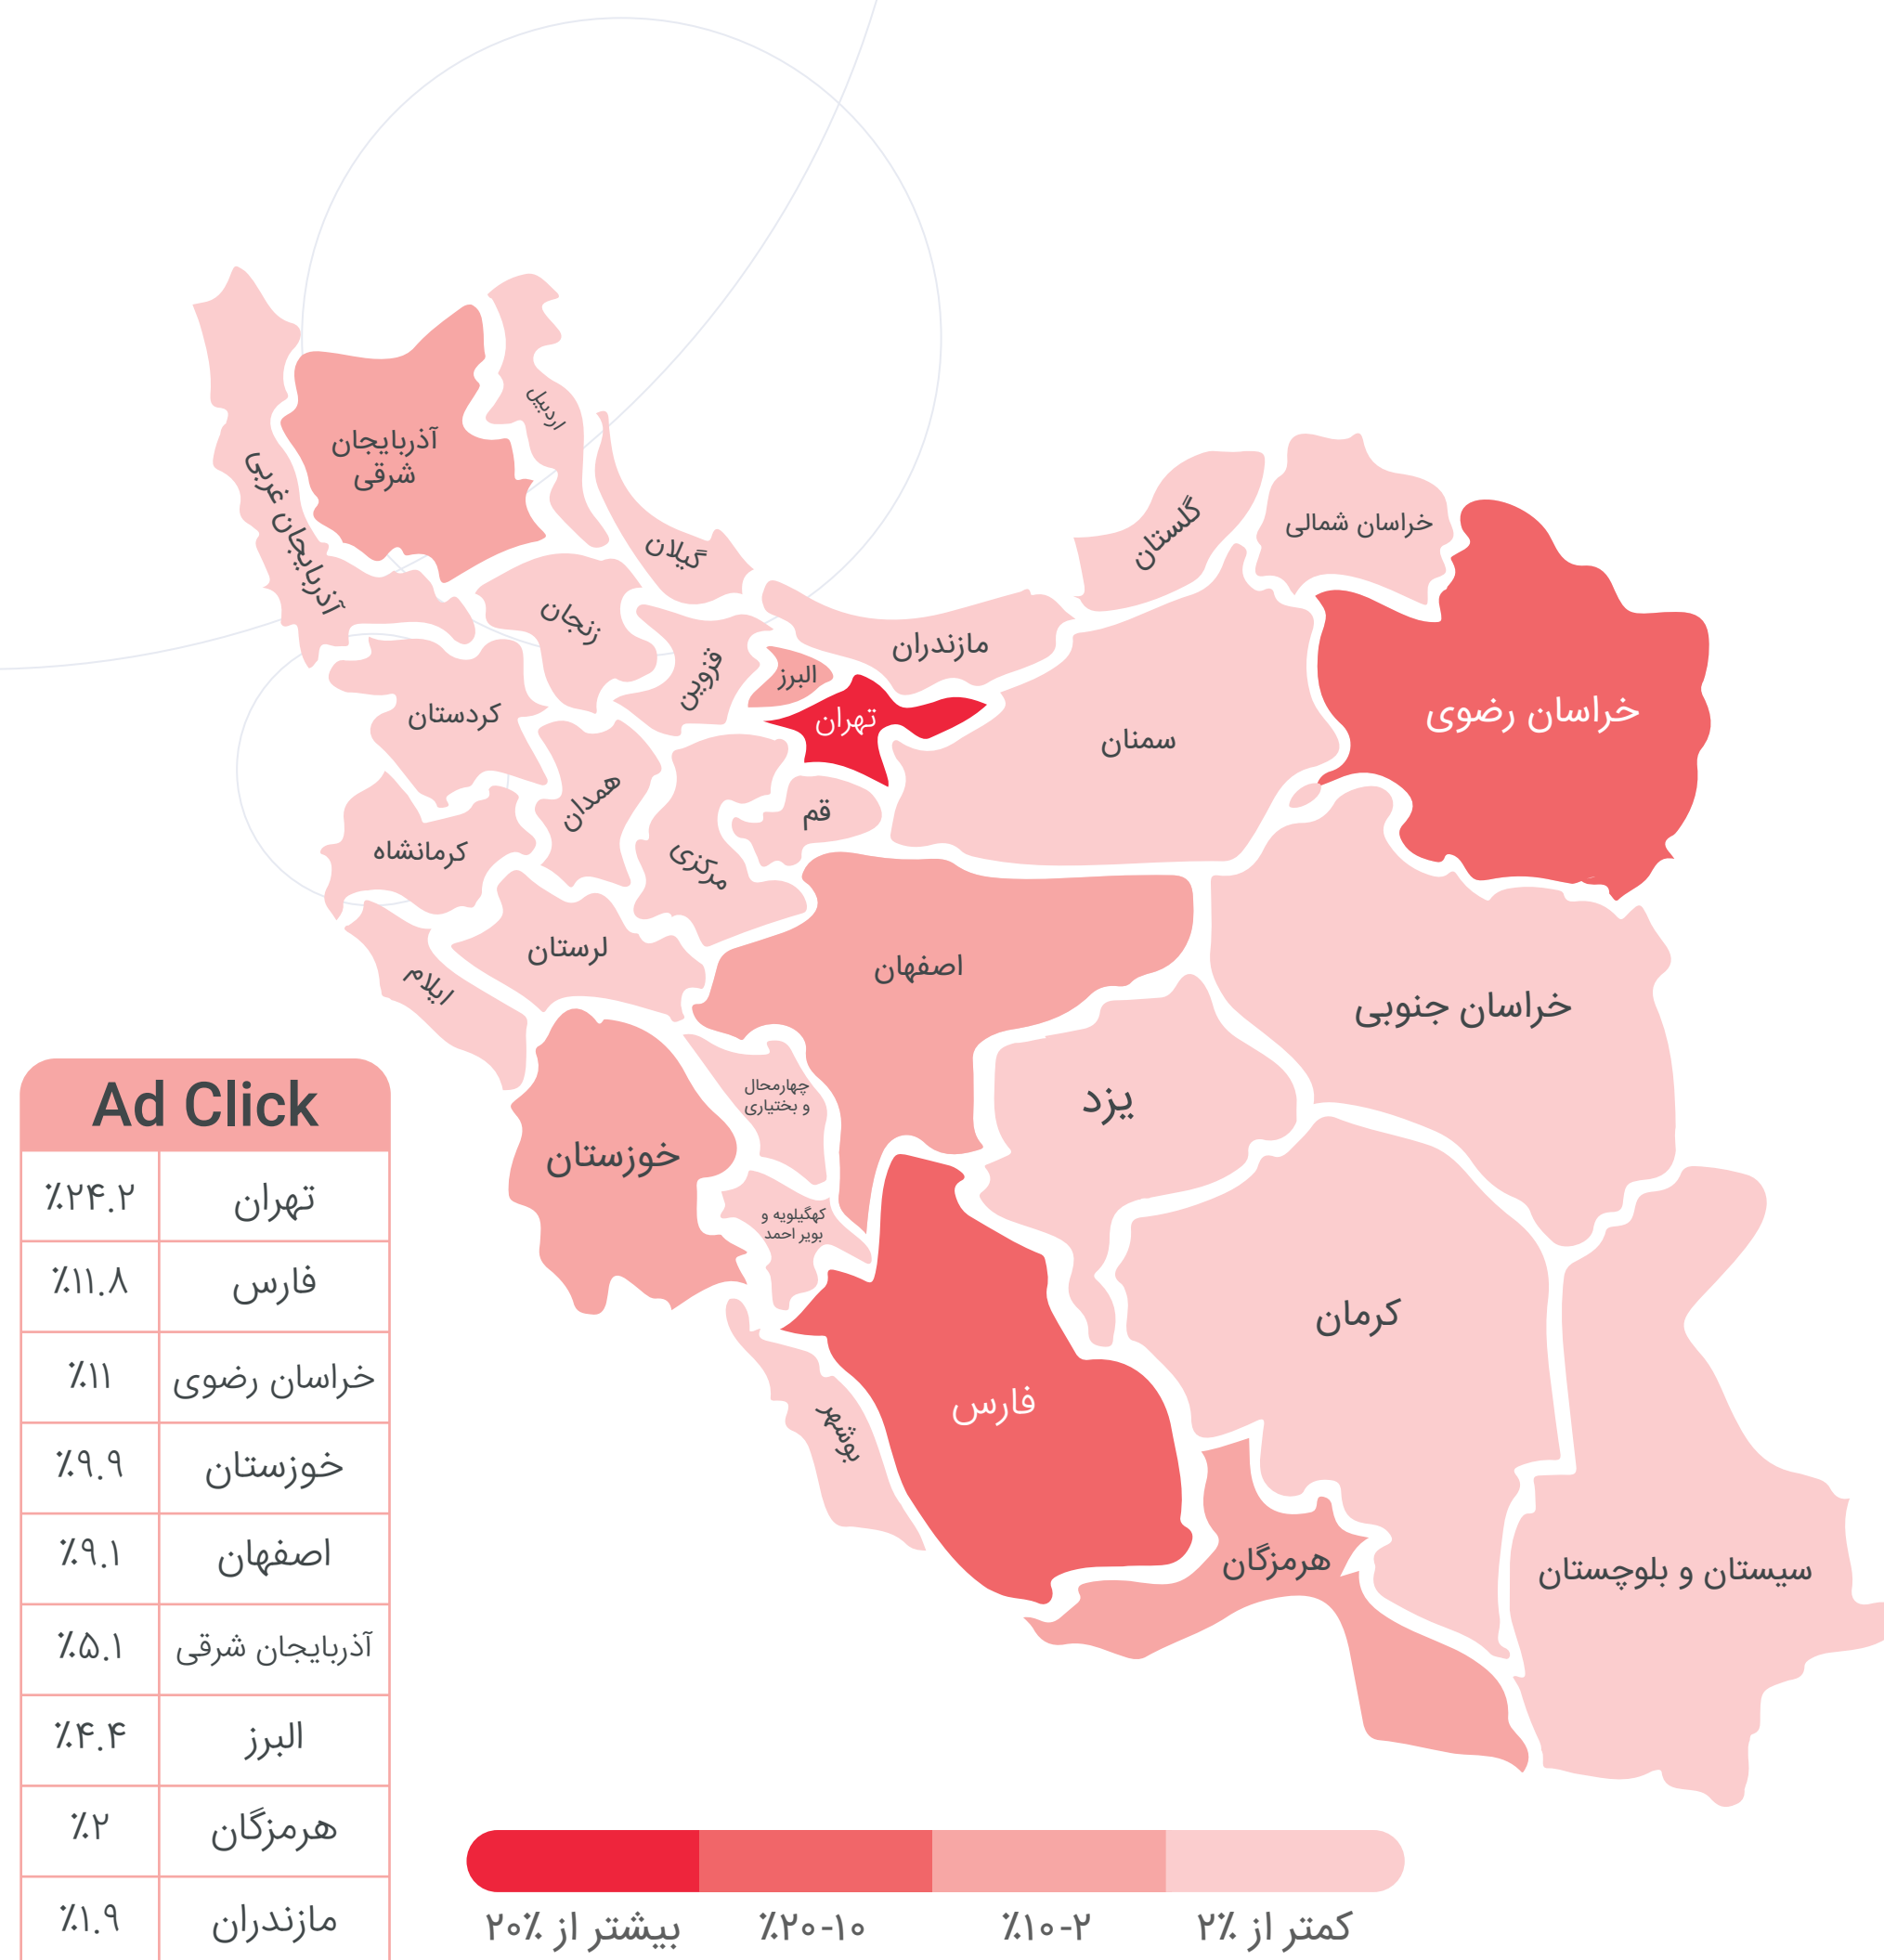 اردبیل
آذربایجان
شرقی
آذربایجان غربی
گیلان
گلستان
خراسان شمالی
زنجان
مازندران
قزوین
البرز
تهران
خراسان رضوی
کردستان
سمنان
همدان
قم
کرمانشاه
مرکزی
لرستان
اصفهان
ایلام
خراسان جنوبی
چهارمحال
و بختیاری
یزد
خوزستان
کهگیلویه و
بویر احمد
کرمان
فارس
بوشهر
هرمزگان
سیستان و بلوچستان
Ad Click
تهران ٪۲۴.۲
فارس ٪۱۱.۸
خراسان رضوی ٪۱۱
خوزستان ٪۹.۹
اصفهان ٪۹.۱
آذربایجان شرقی ٪۵.۱
البرز ٪۴.۴
هرمزگان ٪۲
مازندران ٪۱.۹
بیشتر از ٪۲۰
٪۲۰-۱۰
٪۱۰-۲
کمتر از ٪۲